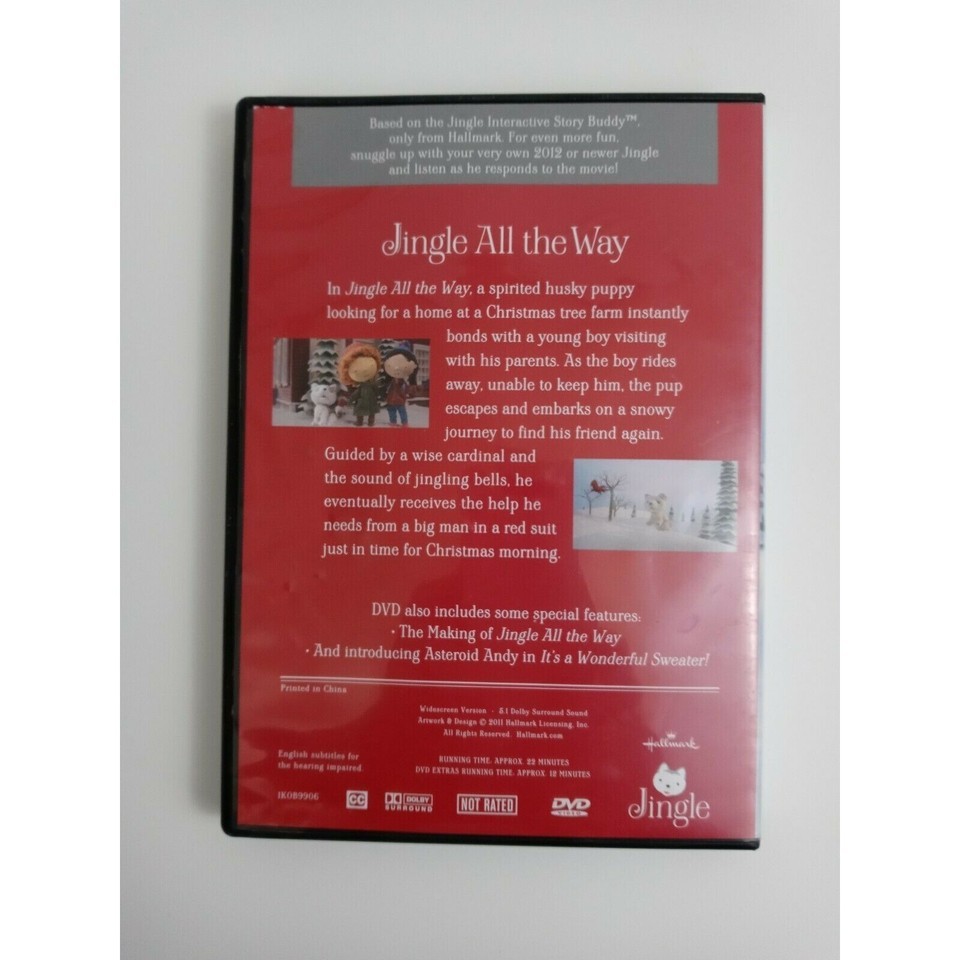 Based on the Jingle Interactive Story Buddy™,
only from Hallmark. For even more fun,
snuggle up with your very own 2012 or newer Jingle
and listen as he responds to the movie!
Jingle All the Way
In Jingle All the Way, a spirited husky puppy
looking for a home at a Christmas tree farm instantly
bonds with a young boy visiting
with his parents. As the boy rides
away, unable to keep him, the pup
escapes and embarks on a snowy
journey to find his friend again.
Guided by a wise cardinal and
the sound of jingling bells, he
eventually receives the help he
needs from a big man in a red suit
just in time for Christmas morning.
DVD also includes some special features:
• The Making of Jingle All the Way
• And introducing Asteroid Andy in It's a Wonderful Sweater!
Printed in China
Widescreen Version - 5.1 Dolby Surround Sound
Artwork & Design © 2011 Hallmark Licensing, Inc.
All Rights Reserved. Hallmark.com
English subtitles for
the hearing impaired.
RUNNING TIME: APPROX. 22 MINUTES
DVD EXTRAS RUNNING TIME: APPROX. 12 MINUTES
1KOB9906
CC
DOLBY
SURROUND
NOT RATED
DVD
VIDEO
Hallmark
Jingle